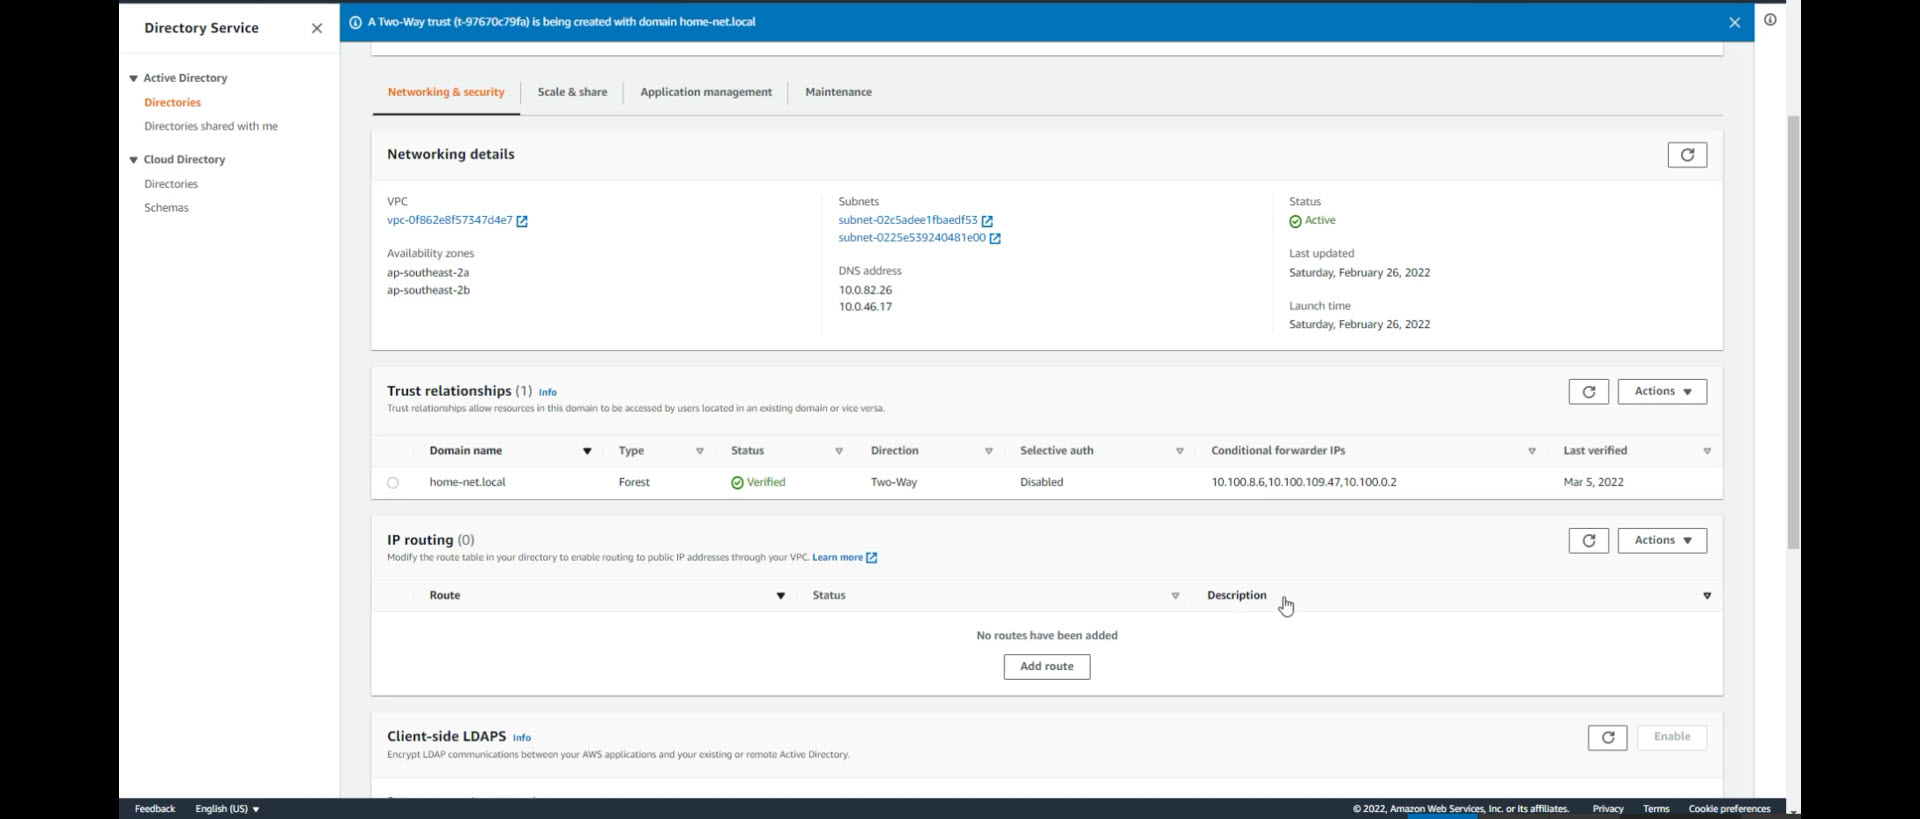 Directory Service
A Two-Way trust (t-97670c79fa) is being created with domain home-net.local
Active Directory
Directories
Directories shared with me
Cloud Directory
Directories
Schemas
Networking & security
Scale & share
Application management
Maintenance
Networking details
VPC
vpc-0f862e8f57347d4e7
Availability zones
ap-southeast-2a
ap-southeast-2b
Subnets
subnet-02c5adee1fbaedf53
subnet-0225e539240481e00
DNS address
10.0.82.26
10.0.46.17
Status
Active
Last updated
Saturday, February 26, 2022
Launch time
Saturday, February 26, 2022
Trust relationships (1) Info
Trust relationships allow resources in this domain to be accessed by users located in an existing domain or vice versa.
Actions
Domain name Type Status Direction Selective auth Conditional forwarder IPs Last verified
home-net.local Forest Verified Two-Way Disabled 10.100.8.6,10.100.109.47,10.100.0.2 Mar 5, 2022
IP routing (0)
Modify the route table in your directory to enable routing to public IP addresses through your VPC. Learn more
Actions
Route Status Description
No routes have been added
Add route
Client-side LDAPS Info
Encrypt LDAP communications between your AWS applications and your existing or remote Active Directory.
Enable
Feedback English (US) © 2022, Amazon Web Services, Inc. or its affiliates. Privacy Terms Cookie preferences